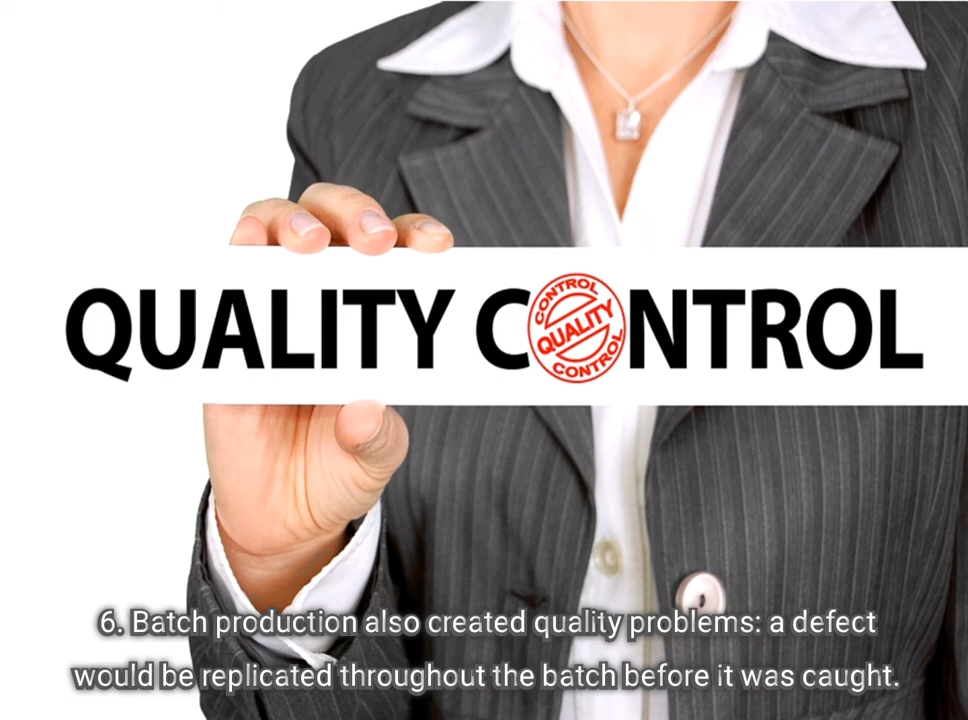 QUALITY CONTROL
CONTROL
QUALITY
CONTROL
6. Batch production also created quality problems: a defect
would be replicated throughout the batch before it was caught.